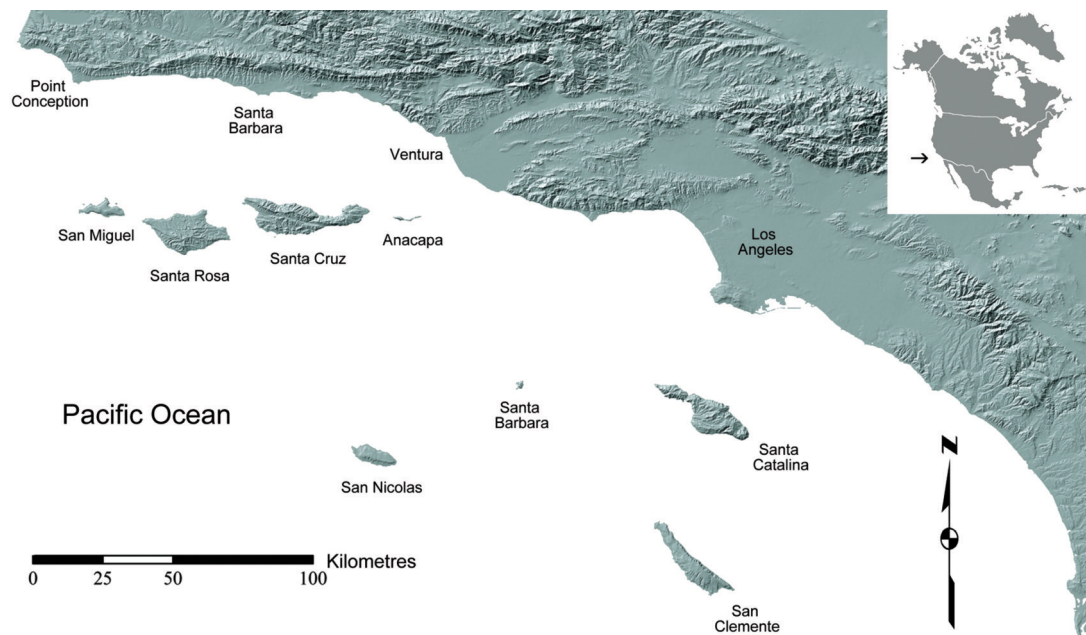 Point
Conception
Santa
Barbara
Ventura
San Miguel
Santa Rosa
Santa Cruz
Anacapa
Los
Angeles
→
Pacific Ocean
Santa
Barbara
Santa
Catalina
San Nicolas
N
Kilometres
0 25 50 100
San
Clemente